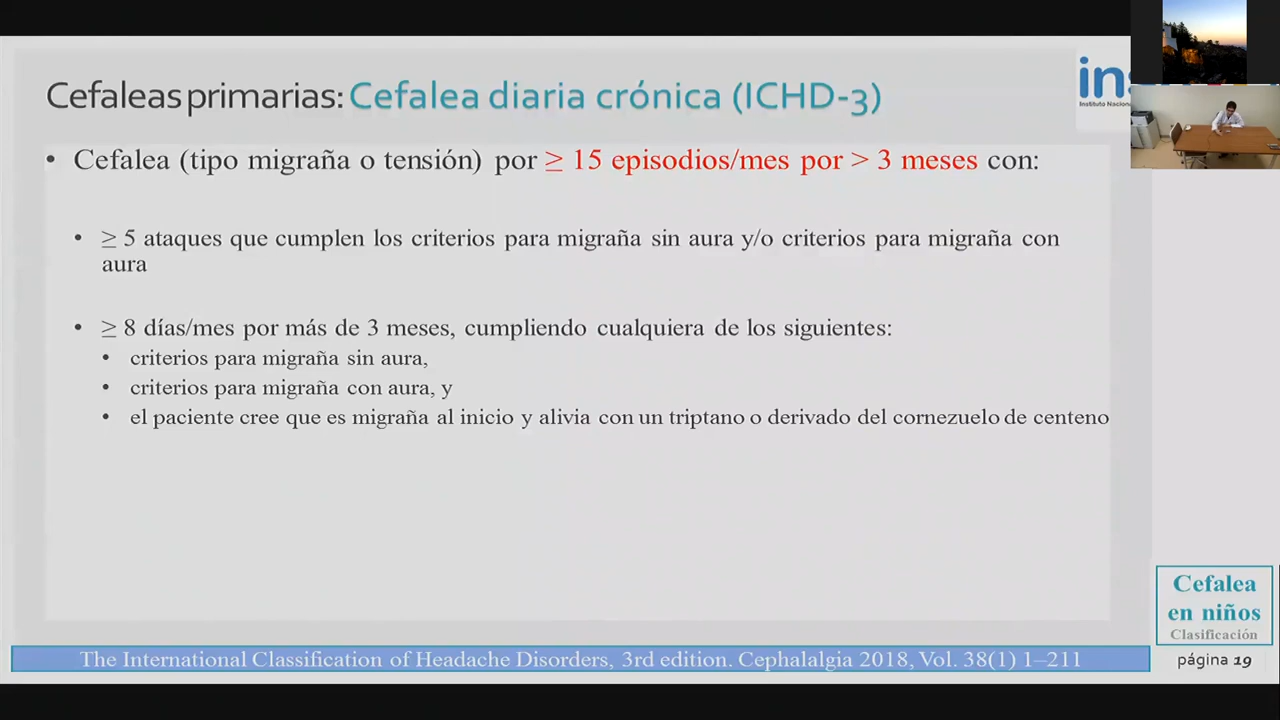 Cefaleas primarias: Cefalea diaria crónica (ICHD-3)
• Cefalea (tipo migraña o tensión) por ≥ 15 episodios/mes por > 3 meses con:
• ≥ 5 ataques que cumplen los criterios para migraña sin aura y/o criterios para migraña con
aura
• ≥ 8 días/mes por más de 3 meses, cumpliendo cualquiera de los siguientes:
• criterios para migraña sin aura,
• criterios para migraña con aura, y
• el paciente cree que es migraña al inicio y alivia con un triptano o derivado del cornezuelo de centeno
Instituto
Cefalea
en niños
Clasificación
página 19
The International Classification of Headache Disorders, 3rd edition. Cephalalgia 2018, Vol. 38(1) 1–211